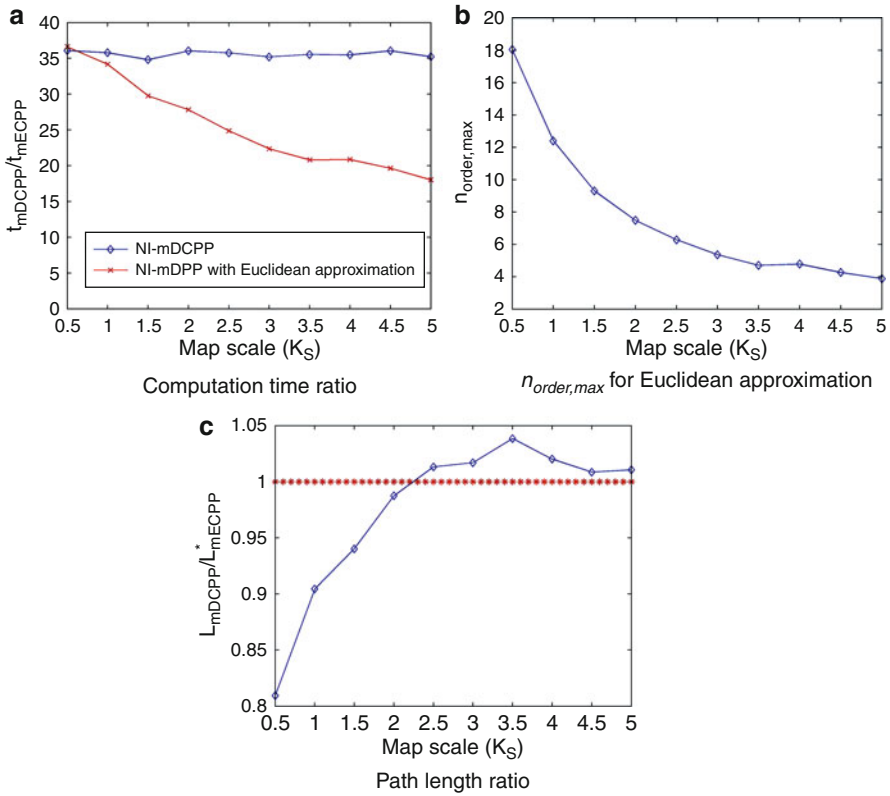 a
40
35
30
25
20
15
10
5
0
t_mDCPP/t_mECPP
NI-mDCPP
NI-mDPP with Euclidean approximation
0.5 1 1.5 2 2.5 3 3.5 4 4.5 5
Map scale (K_S)
Computation time ratio
b
20
18
16
14
12
10
8
6
4
2
n_order,max
0.5 1 1.5 2 2.5 3 3.5 4 4.5 5
Map scale (K_S)
n_order,max for Euclidean approximation
c
1.05
1
0.95
0.9
0.85
0.8
L_mDCPP/L*_mECPP
0.5 1 1.5 2 2.5 3 3.5 4 4.5 5
Map scale (K_S)
Path length ratio